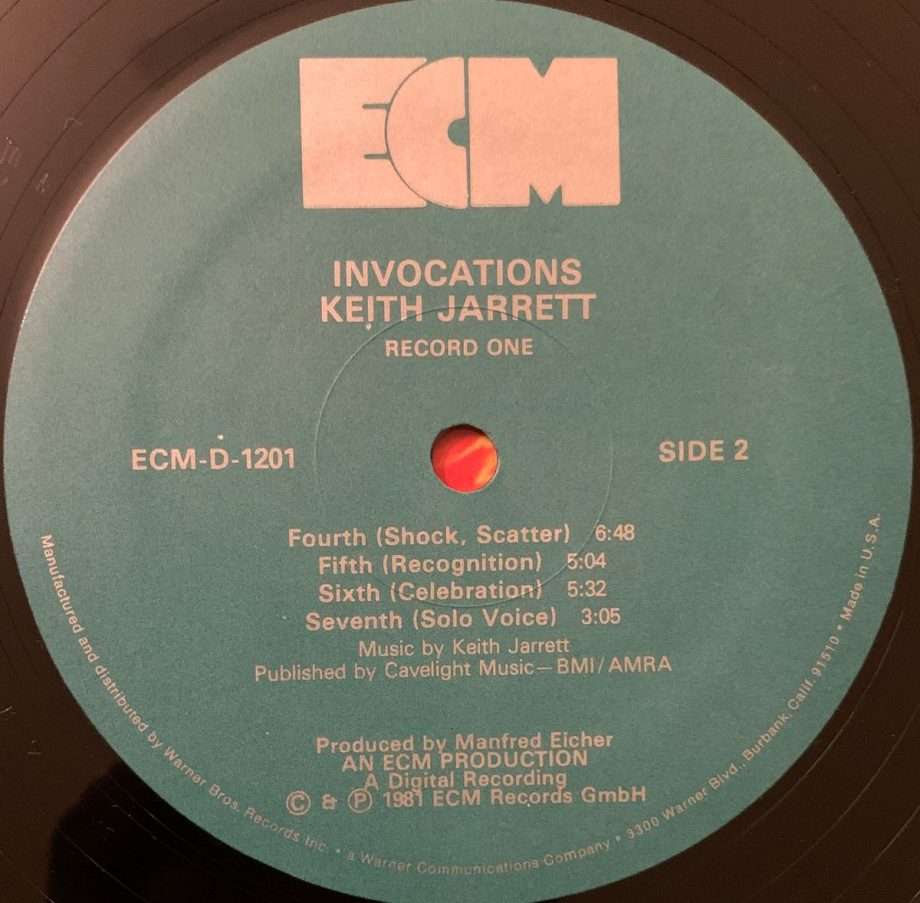 ECM
INVOCATIONS
KEITH JARRETT
RECORD ONE
ECM-D-1201
SIDE 2
Fourth (Shock, Scatter) 6:48
Fifth (Recognition) 5:04
Sixth (Celebration) 5:32
Seventh (Solo Voice) 3:05
Music by Keith Jarrett
Published by Cavelight Music—BMI/AMRA
Produced by Manfred Eicher
AN ECM PRODUCTION
A Digital Recording
© & ℗ 1981 ECM Records GmbH
Manufactured and distributed by Warner Bros. Records Inc. • a Warner Communications Company • 3300 Warner Blvd., Burbank, Calif. 91510 • Made in U.S.A.